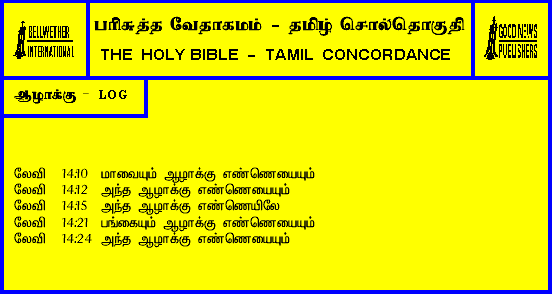 BELLWETHER
INTERNATIONAL
பரிசுத்த வேதாகமம் - தமிழ் சொல்தொகுதி
THE HOLY BIBLE - TAMIL CONCORDANCE
GOOD NEWS
PUBLISHERS
ஆழாக்கு - LOG
லேவி 14:10 மாவையும் ஆழாக்கு எண்ணெயையும்
லேவி 14:12 அந்த ஆழாக்கு எண்ணெயையும்
லேவி 14:15 அந்த ஆழாக்கு எண்ணெயிலே
லேவி 14:21 பங்கையும் ஆழாக்கு எண்ணெயையும்
லேவி 14:24 அந்த ஆழாக்கு எண்ணெயையும்